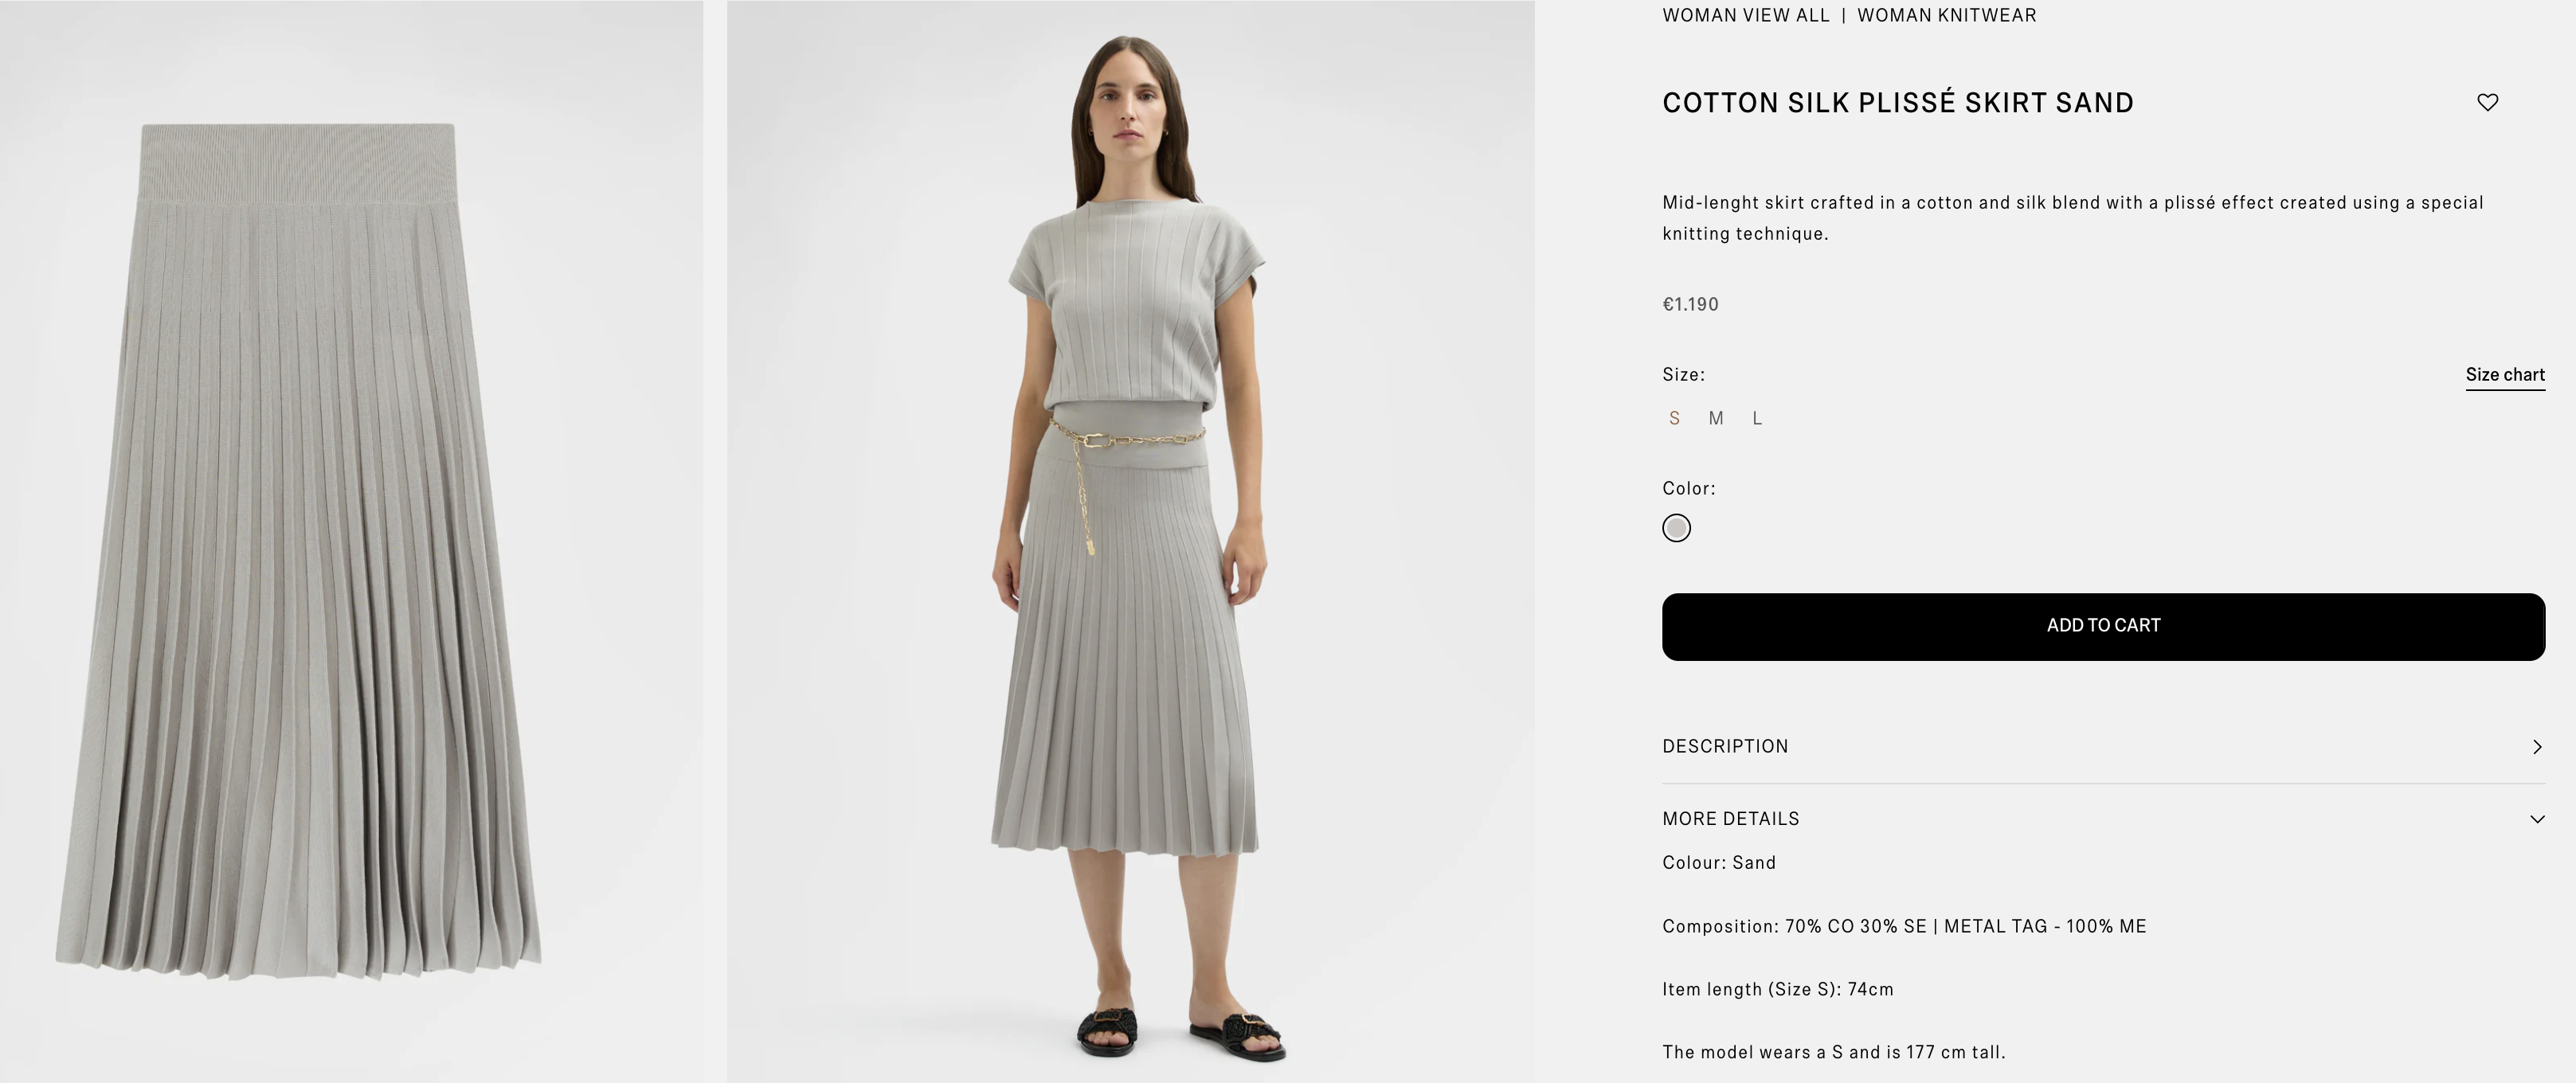 WOMAN VIEW ALL | WOMAN KNITWEAR
COTTON SILK PLISSÉ SKIRT SAND
Mid-lenght skirt crafted in a cotton and silk blend with a plissé effect created using a special
knitting technique.
€1.190
Size:
Size chart
S M L
Color:
ADD TO CART
DESCRIPTION
MORE DETAILS
Colour: Sand
Composition: 70% CO 30% SE | METAL TAG - 100% ME
Item length (Size S): 74cm
The model wears a S and is 177 cm tall.